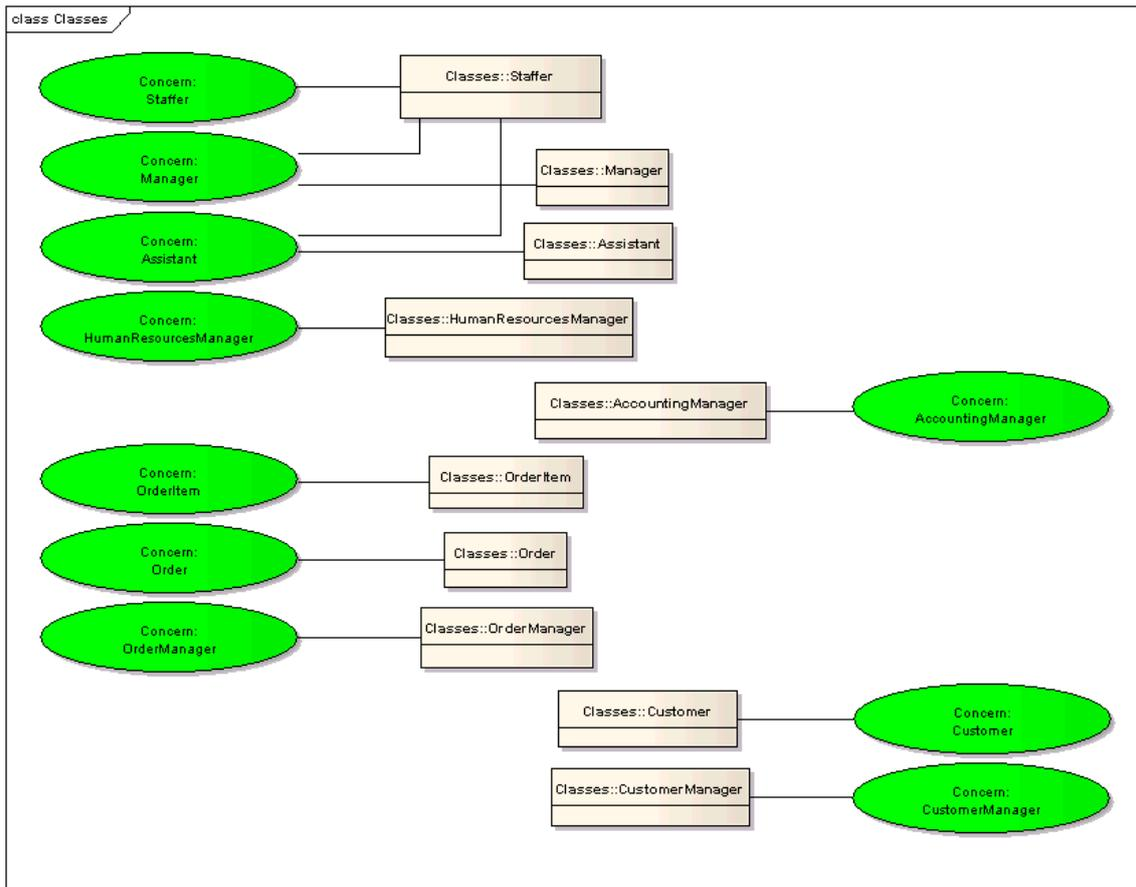 class Classes
Concern:
Staffer
Classes::Staffer
Concern:
Manager
Classes::Manager
Concern:
Assistant
Classes::Assistant
Concern:
HumanResourcesManager
Classes::HumanResourcesManager
Classes::AccountingManager
Concern:
AccountingManager
Concern:
OrderItem
Classes::OrderItem
Concern:
Order
Classes::Order
Concern:
OrderManager
Classes::OrderManager
Classes::Customer
Concern:
Customer
Classes::CustomerManager
Concern:
CustomerManager